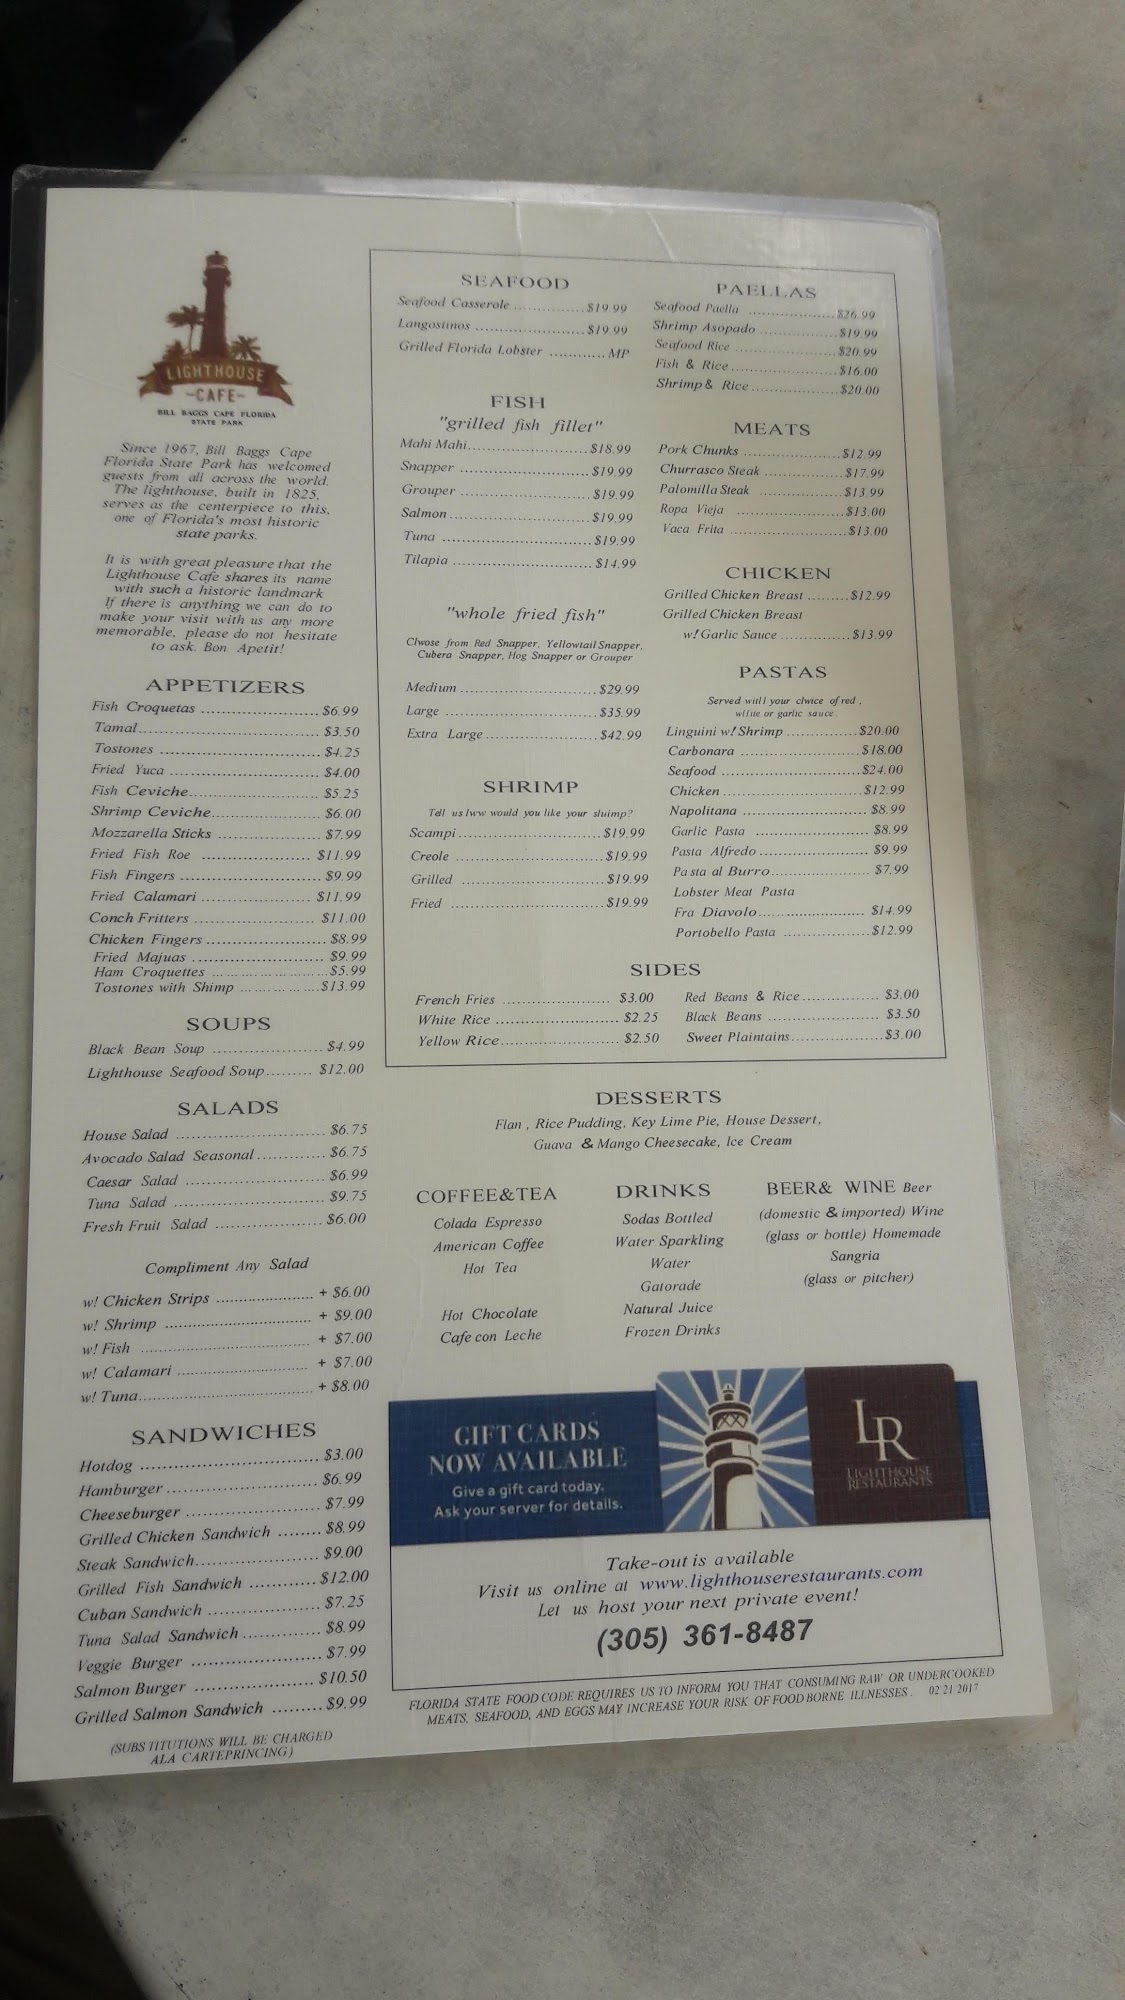 LIGHTHOUSE
-CAFE-
BILL BAGGS CAPE FLORIDA
STATE PARK
Since 1967, Bill Baggs Cape
Florida State Park has welcomed
guests from all across the world.
The lighthouse, built in 1825,
serves as the centerpiece to this,
one of Florida's most historic
state parks.
It is with great pleasure that the
Lighthouse Cafe shares its name
with such a historic landmark
If there is anything we can do to
make your visit with us any more
memorable, please do not hesitate
to ask. Bon Apetit!
APPETIZERS
Fish Croquetas ........................ $6.99
Tamal........................ $3.50
Tostones ........................ $4.25
Fried Yuca ........................ $4.00
Fish Ceviche........................ $5.25
Shrimp Ceviche........................ $6.00
Mozzarella Sticks ........................ $7.99
Fried Fish Roe ........................ $11.99
Fish Fingers ........................ $9.99
Fried Calamari ........................ $11.99
Conch Fritters ........................ $11.00
Chicken Fingers ........................ $8.99
Fried Majuas ........................ $9.99
Ham Croquettes ........................ $5.99
Tostones with Shimp ........................ $13.99
SOUPS
Black Bean Soup ........................ $4.99
Lighthouse Seafood Soup......... $12.00
SALADS
House Salad ........................ $6.75
Avocado Salad Seasonal............ $6.75
Caesar Salad ........................ $6.99
Tuna Salad ........................ $9.75
Fresh Fruit Salad ........................ $6.00
Compliment Any Salad
w! Chicken Strips ........................ + $6.00
w! Shrimp ........................ + $9.00
w! Fish ........................ + $7.00
w! Calamari ........................ + $7.00
w! Tuna........................ + $8.00
SANDWICHES
Hotdog ........................ $3.00
Hamburger ........................ $6.99
Cheeseburger ........................ $7.99
Grilled Chicken Sandwich ........ $8.99
Steak Sandwich........................ $9.00
Grilled Fish Sandwich ............ $12.00
Cuban Sandwich ........................ $7.25
Tuna Salad Sandwich ............. $8.99
Veggie Burger ........................ $7.99
Salmon Burger ........................ $10.50
Grilled Salmon Sandwich ......... $9.99
(SUBSTITUTIONS WILL BE CHARGED
ALA CARTEPRINCING)
SEAFOOD
Seafood Casserole ............... $19.99
Langostinos ........................ $19.99
Grilled Florida Lobster ............ MP
FISH
"grilled fish fillet"
Mahi Mahi........................ $18.99
Snapper ........................ $19.99
Grouper ........................ $19.99
Salmon ........................ $19.99
Tuna ........................ $19.99
Tilapia ........................ $14.99
"whole fried fish"
Clwose from Red Snapper, Yellowtail Snapper,
Cubera Snapper, Hog Snapper or Grouper
Medium ........................ $29.99
Large ........................ $35.99
Extra Large........................ $42.99
SHRIMP
Tell us lww would you like your sluimp?
Scampi........................ $19.99
Creole ........................ $19.99
Grilled ........................ $19.99
Fried ........................ $19.99
PAELLAS
Seafood Paella ........................ $26.99
Shrimp Asopado ............... $19.99
Seafood Rice ........................ $20.99
Fish & Rice........................ $16.00
Shrimp & Rice ........................ $20.00
MEATS
Pork Chunks ........................ $12.99
Churrasco Steak ............... $17.99
Palomilla Steak ............... $13.99
Ropa Vieja ........................ $13.00
Vaca Frita ........................ $13.00
CHICKEN
Grilled Chicken Breast ........ $12.99
Grilled Chicken Breast
w! Garlic Sauce ............. $13.99
PASTAS
Served witll your clwice of red ,
wllite or garlic sauce.
Linguini w! Shrimp ............. $20.00
Carbonara ........................ $18.00
Seafood ........................ $24.00
Chicken ........................ $12.99
Napolitana ........................ $8.99
Garlic Pasta ........................ $8.99
Pasta Alfredo ........................ $9.99
Pasta al Burro........................ $7.99
Lobster Meat Pasta
Fra Diavolo........................ $14.99
Portobello Pasta .................. $12.99
SIDES
French Fries ........................ $3.00
White Rice ........................ $2.25
Yellow Rice........................ $2.50
Red Beans & Rice............... $3.00
Black Beans ........................ $3.50
Sweet Plaintains.................. $3.00
DESSERTS
Flan , Rice Pudding, Key Lime Pie, House Dessert,
Guava & Mango Cheesecake, Ice Cream
COFFEE&TEA
Colada Espresso
American Coffee
Hot Tea
Hot Chocolate
Cafe con Leche
DRINKS
Sodas Bottled
Water Sparkling
Water
Gatorade
Natural Juice
Frozen Drinks
BEER& WINE Beer
(domestic & imported) Wine
(glass or bottle) Homemade
Sangria
(glass or pitcher)
GIFT CARDS
NOW AVAILABLE
Give a gift card today.
Ask your server for details.
LR
LIGHTHOUSE
RESTAURANTS
Take-out is available
Visit us online at www.lighthouserestaurants.com
Let us host your next private event!
(305) 361-8487
FLORIDA STATE FOOD CODE REQUIRES US TO INFORM YOU THAT CONSUMING RAW OR UNDERCOOKED
MEATS, SEAFOOD, AND EGGS MAY INCREASE YOUR RISK OF FOOD BORNE ILLNESSES. 02 21 2017